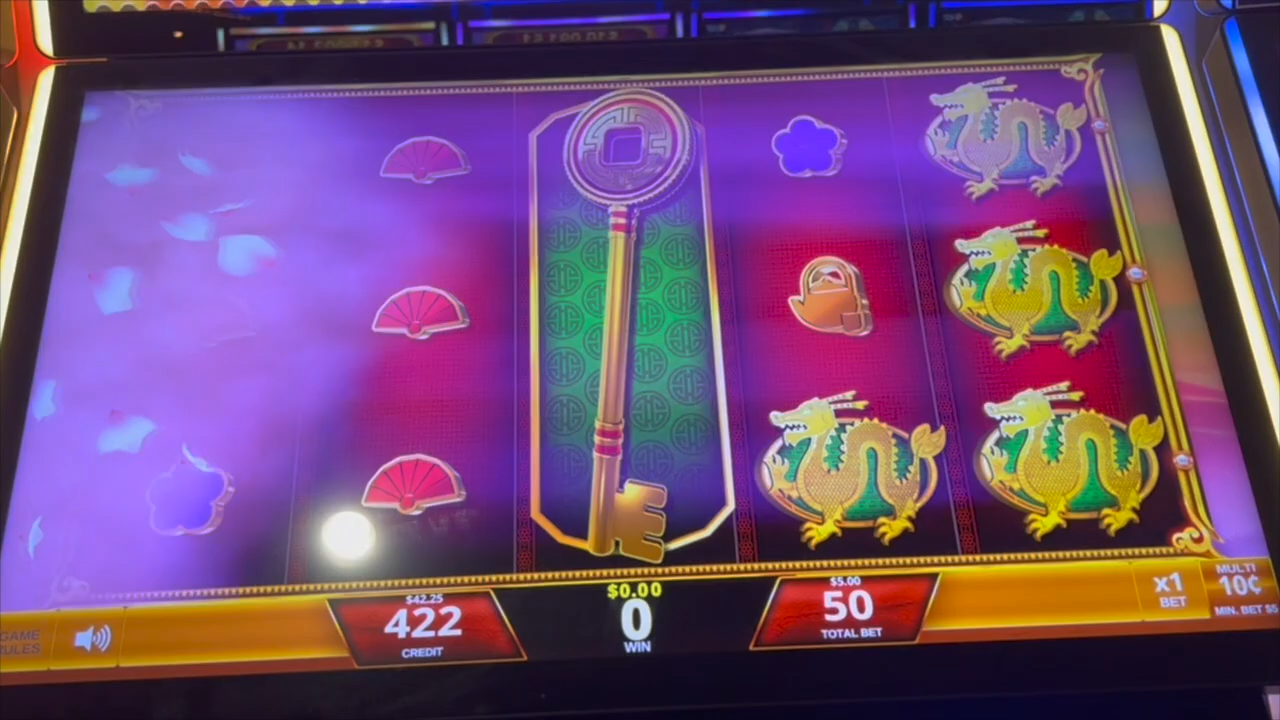 GAME
RULES
$42.25
422
CREDIT
$0.00
0
WIN
$5.00
50
TOTAL BET
x1
BET
MULTI
10¢
MIN. BET $5